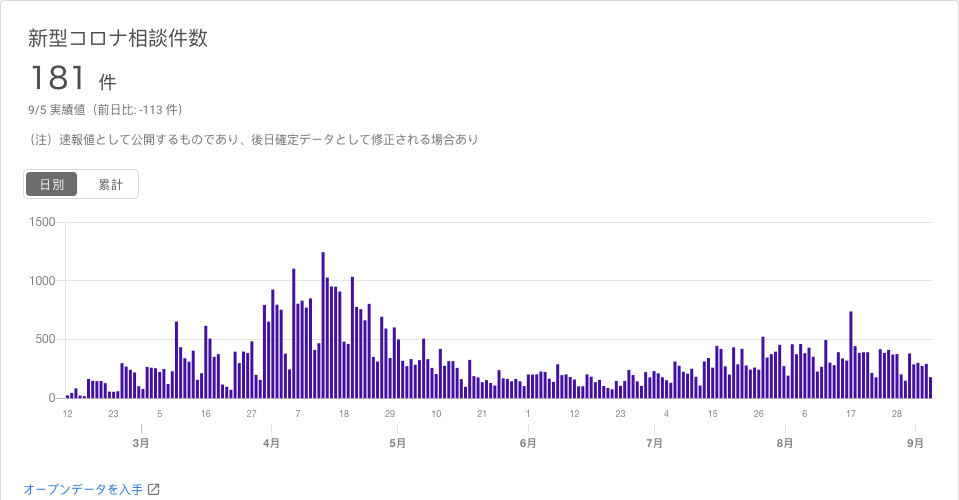 新型コロナ相談件数
181 件
9/5 実績値（前日比: -113 件）
（注）速報値として公開するものであり、後日確定データとして修正される場合あり
日別 累計
1500
1000
500
0
12 23 5 16 27 7 18 29 10 21 1 12 23 4 15 26 6 17 28
3月 4月 5月 6月 7月 8月 9月
オープンデータを入手